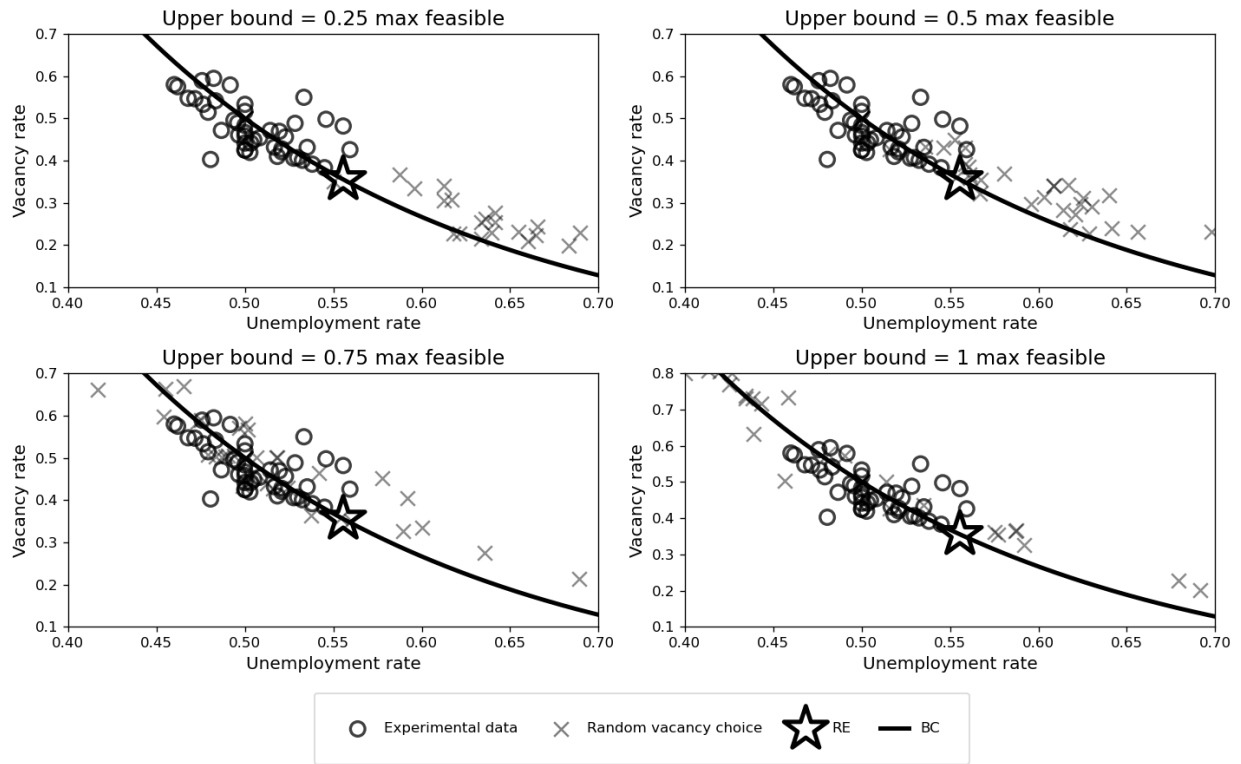 Upper bound = 0.25 max feasible
0.7
0.6
0.5
0.4
0.3
0.2
0.1
Vacancy rate
0.40 0.45 0.50 0.55 0.60 0.65 0.70
Unemployment rate
Upper bound = 0.5 max feasible
0.7
0.6
0.5
0.4
0.3
0.2
0.1
Vacancy rate
0.40 0.45 0.50 0.55 0.60 0.65 0.70
Unemployment rate
Upper bound = 0.75 max feasible
0.7
0.6
0.5
0.4
0.3
0.2
0.1
Vacancy rate
0.40 0.45 0.50 0.55 0.60 0.65 0.70
Unemployment rate
Upper bound = 1 max feasible
0.8
0.7
0.6
0.5
0.4
0.3
0.2
0.1
Vacancy rate
0.40 0.45 0.50 0.55 0.60 0.65 0.70
Unemployment rate
Experimental data Random vacancy choice RE BC